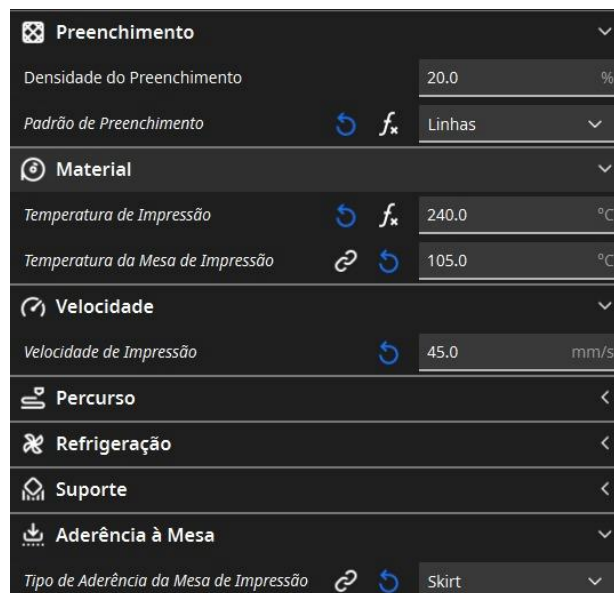 Preenchimento
Densidade do Preenchimento 20.0 %
Padrão de Preenchimento Linhas
Material
Temperatura de Impressão 240.0 °C
Temperatura da Mesa de Impressão 105.0 °C
Velocidade
Velocidade de Impressão 45.0 mm/s
Percurso
Refrigeração
Suporte
Aderência à Mesa
Tipo de Aderência da Mesa de Impressão Skirt